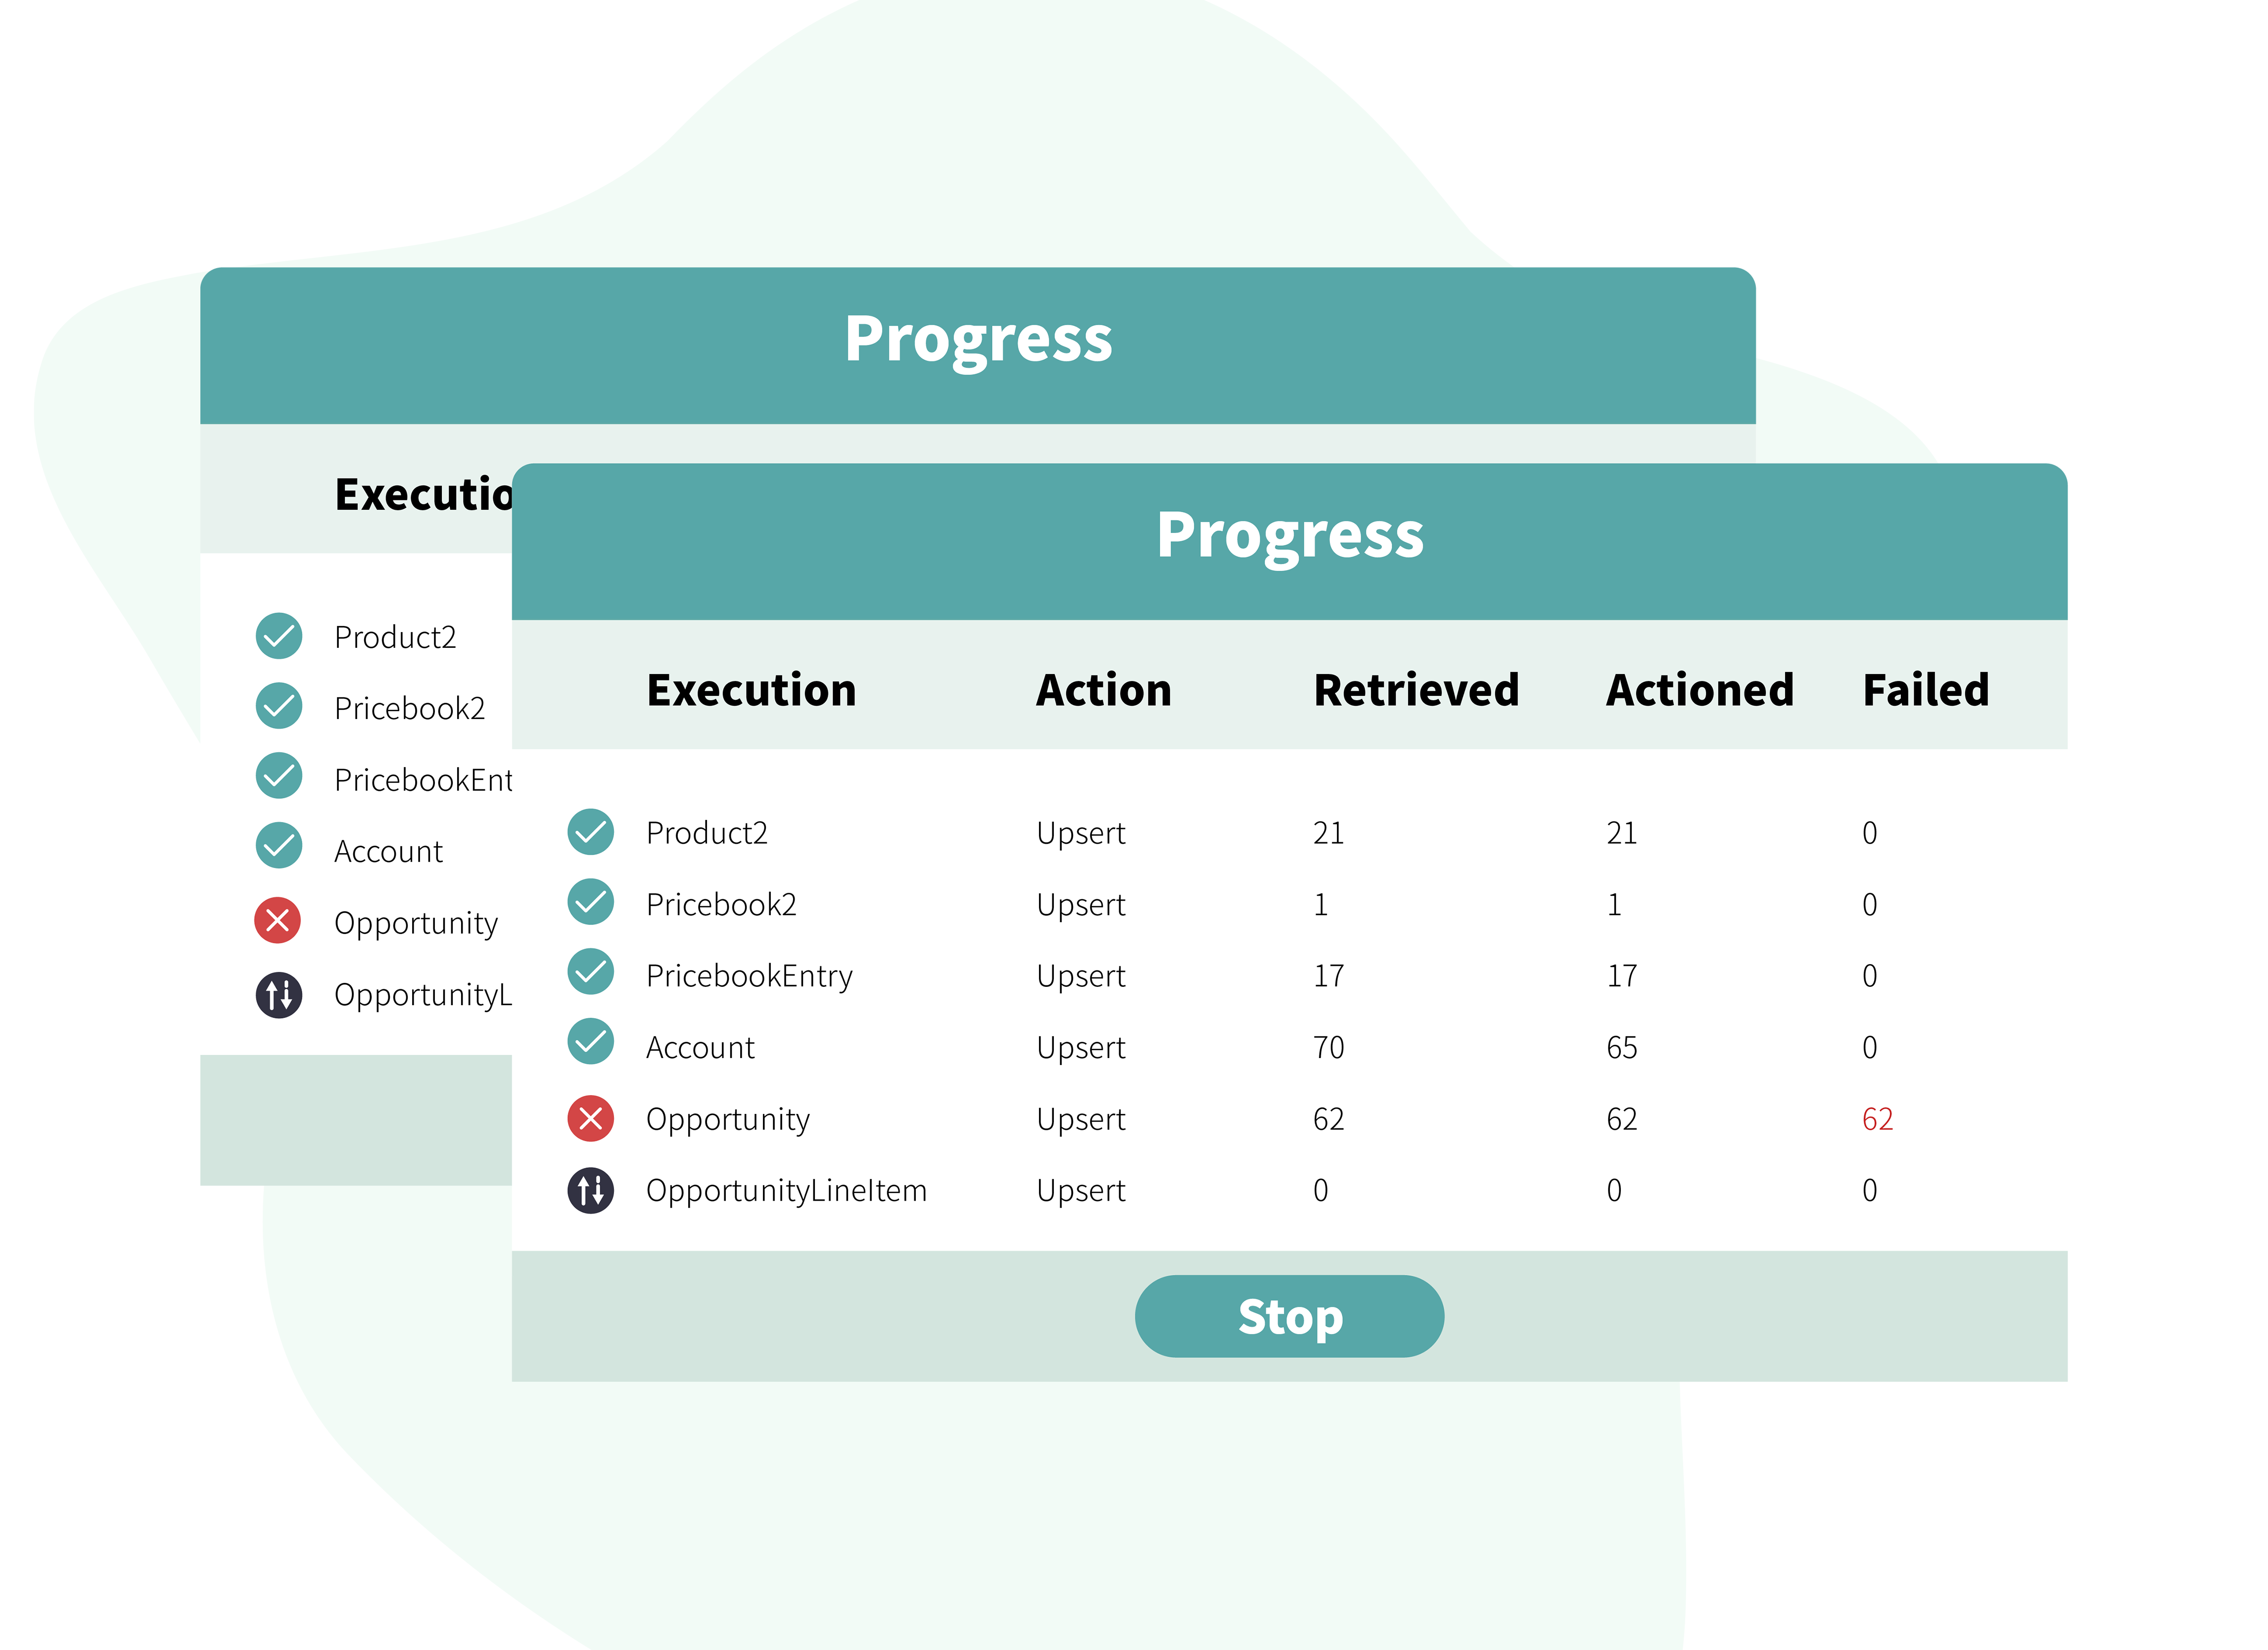 Progress
Executio
Product2
Pricebook2
PricebookEnt
Account
Opportunity
OpportunityL
Progress
Execution Action Retrieved Actioned Failed
Product2 Upsert 21 21 0
Pricebook2 Upsert 1 1 0
PricebookEntry Upsert 17 17 0
Account Upsert 70 65 0
Opportunity Upsert 62 62 62
OpportunityLineItem Upsert 0 0 0
Stop